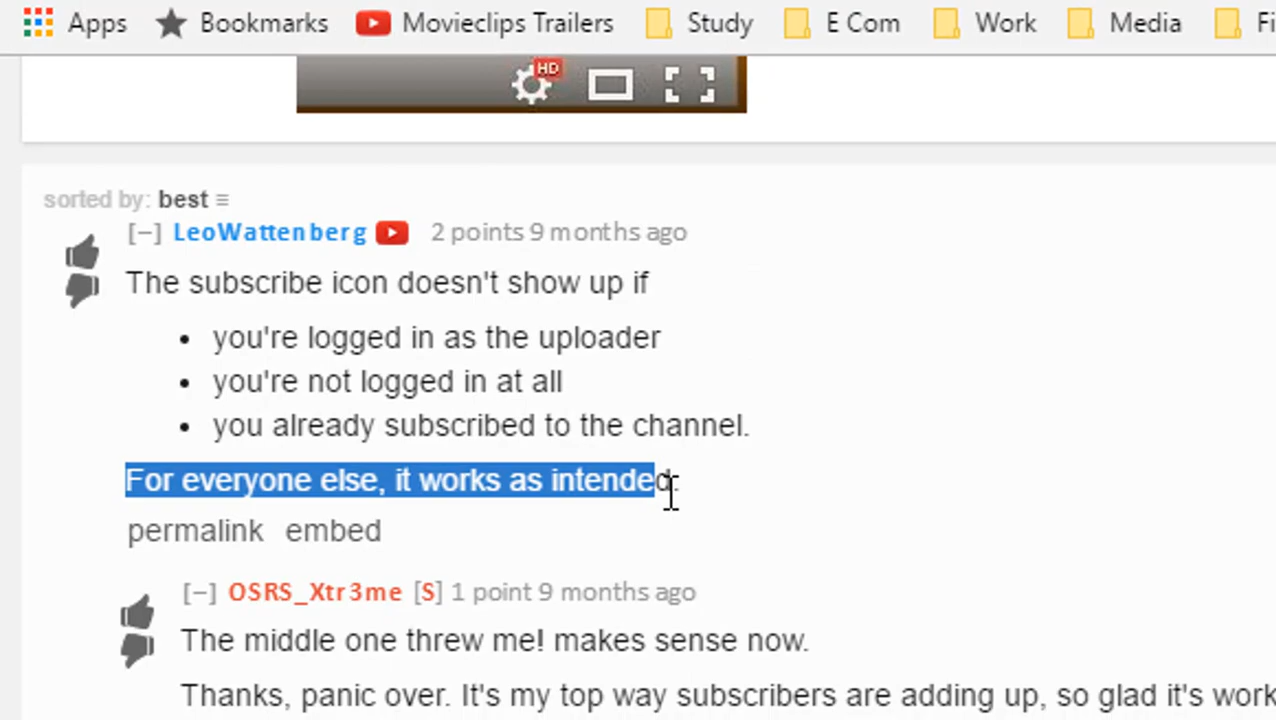 Apps Bookmarks Movieclips Trailers Study E Com Work Media Fi
HD
sorted by: best ≡
[–] LeoWattenberg 2 points 9 months ago
The subscribe icon doesn't show up if
• you're logged in as the uploader
• you're not logged in at all
• you already subscribed to the channel.
For everyone else, it works as intended.
permalink embed
[–] OSRS_Xtr3me [S] 1 point 9 months ago
The middle one threw me! makes sense now.
Thanks, panic over. It's my top way subscribers are adding up, so glad it's work